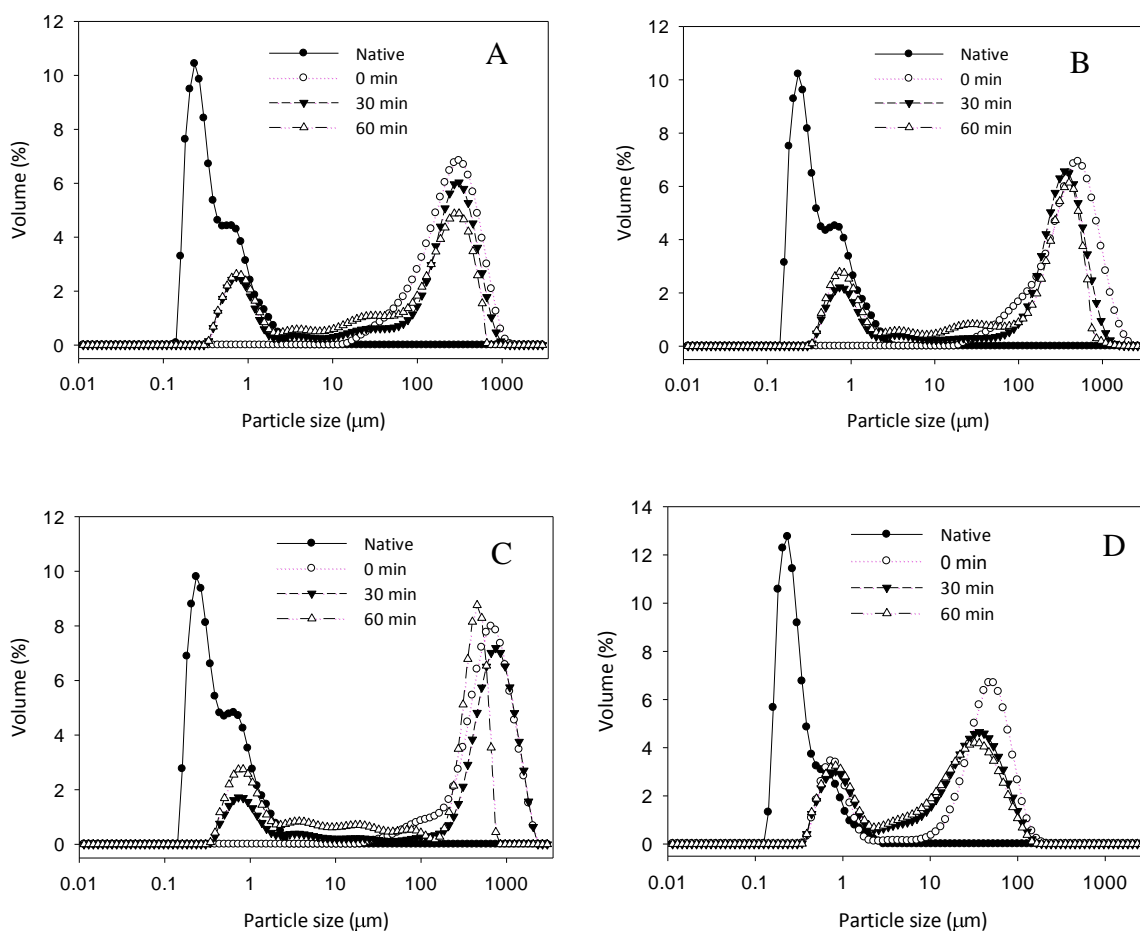 A
Native
0 min
30 min
60 min
Volume (%)
12
10
8
6
4
2
0
0.01 0.1 1 10 100 1000
Particle size (μm)
B
Native
0 min
30 min
60 min
Volume (%)
12
10
8
6
4
2
0
0.01 0.1 1 10 100 1000
Particle size (μm)
C
Native
0 min
30 min
60 min
Volume (%)
12
10
8
6
4
2
0
0.01 0.1 1 10 100 1000
Particle size (μm)
D
Native
0 min
30 min
60 min
Volume (%)
14
12
10
8
6
4
2
0
0.01 0.1 1 10 100 1000
Particle size (μm)